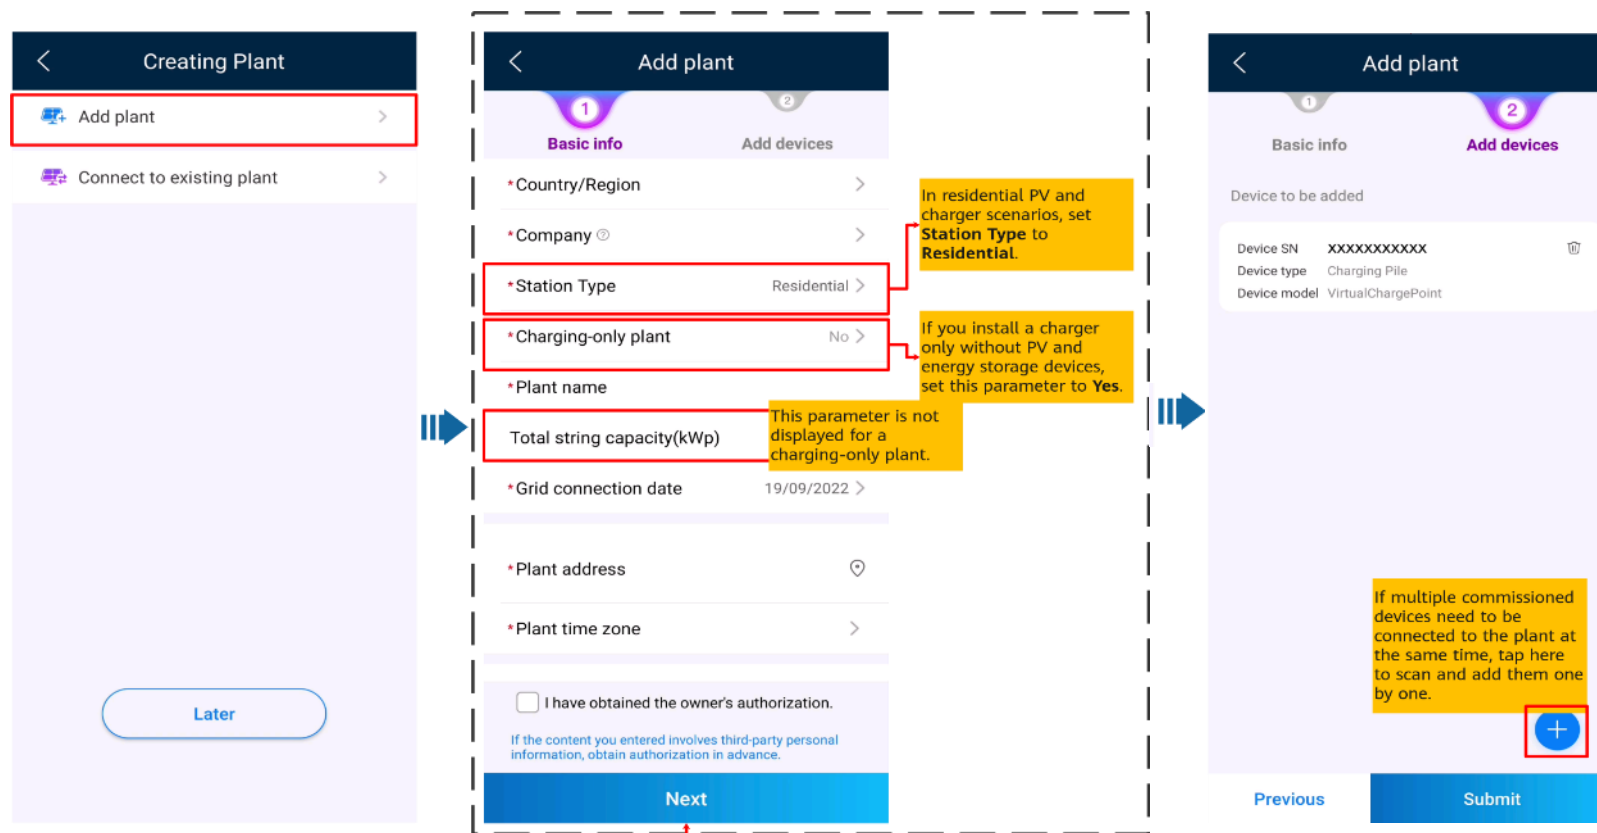 Creating Plant
Add plant
Connect to existing plant
Later
Add plant
1
2
Basic info
Add devices
*Country/Region
*Company ?
*Station Type
Residential
*Charging-only plant
No
*Plant name
Total string capacity(kWp)
*Grid connection date
19/09/2022
*Plant address
*Plant time zone
I have obtained the owner's authorization.
If the content you entered involves third-party personal
information, obtain authorization in advance.
Next
In residential PV and
charger scenarios, set
Station Type to
Residential.
If you install a charger
only without PV and
energy storage devices,
set this parameter to Yes.
This parameter is not
displayed for a
charging-only plant.
Add plant
1
2
Basic info
Add devices
Device to be added
Device SN XXXXXXXXXXX
Device type Charging Pile
Device model VirtualChargePoint
If multiple commissioned
devices need to be
connected to the plant at
the same time, tap here
to scan and add them one
by one.
Previous
Submit